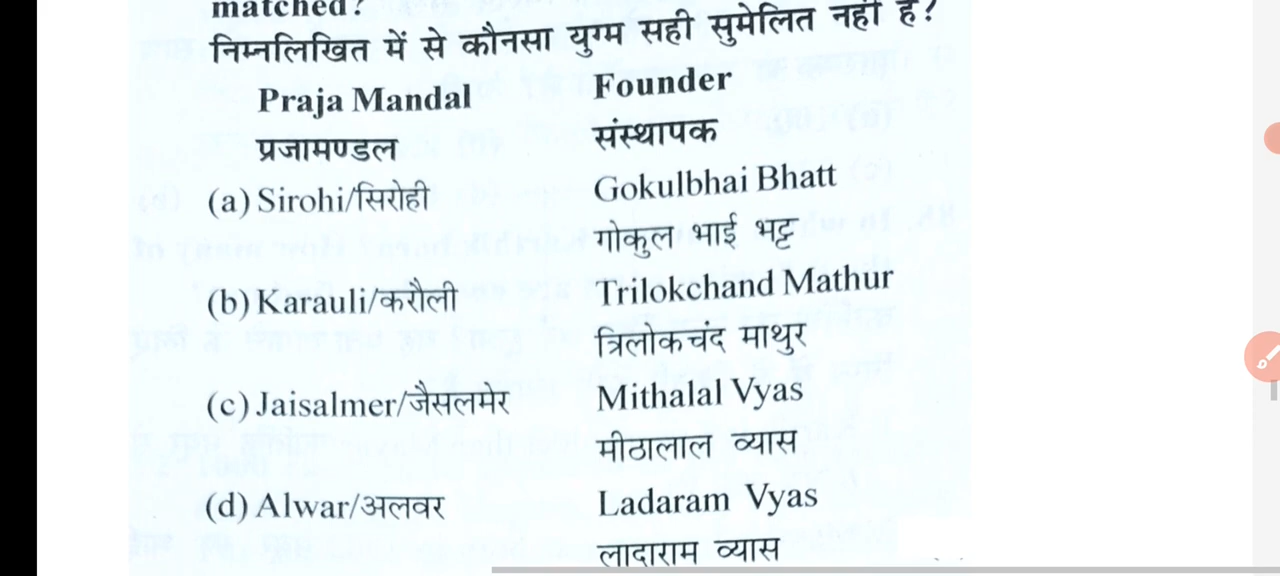 matched?
निम्नलिखित में से कौनसा युग्म सही सुमेलित नहीं है?
Praja Mandal Founder
प्रजामण्डल संस्थापक
(a) Sirohi/सिरोही Gokulbhai Bhatt
गोकुल भाई भट्ट
(b) Karauli/करौली Trilokchand Mathur
त्रिलोकचंद माथुर
(c) Jaisalmer/जैसलमेर Mithalal Vyas
मीठालाल व्यास
(d) Alwar/अलवर Ladaram Vyas
लादाराम व्यास